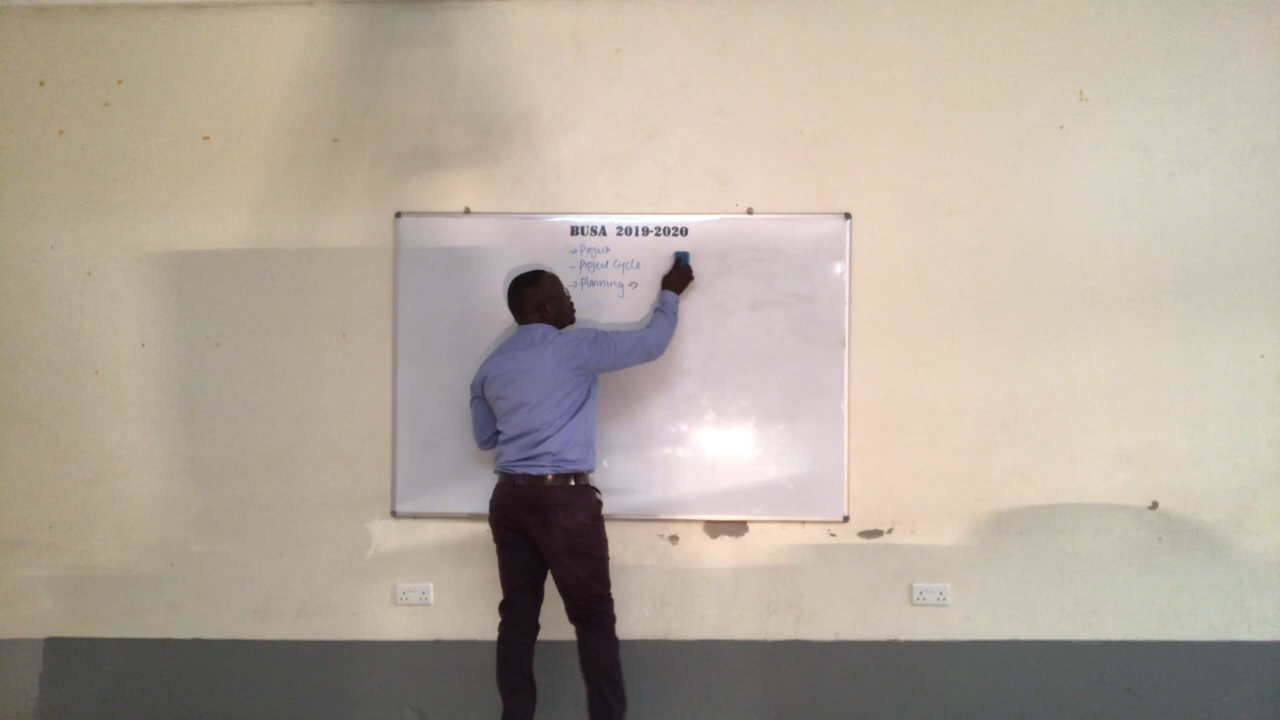 BUSA 2019-2020
→ Project
- Project Cycle
→ Planning →